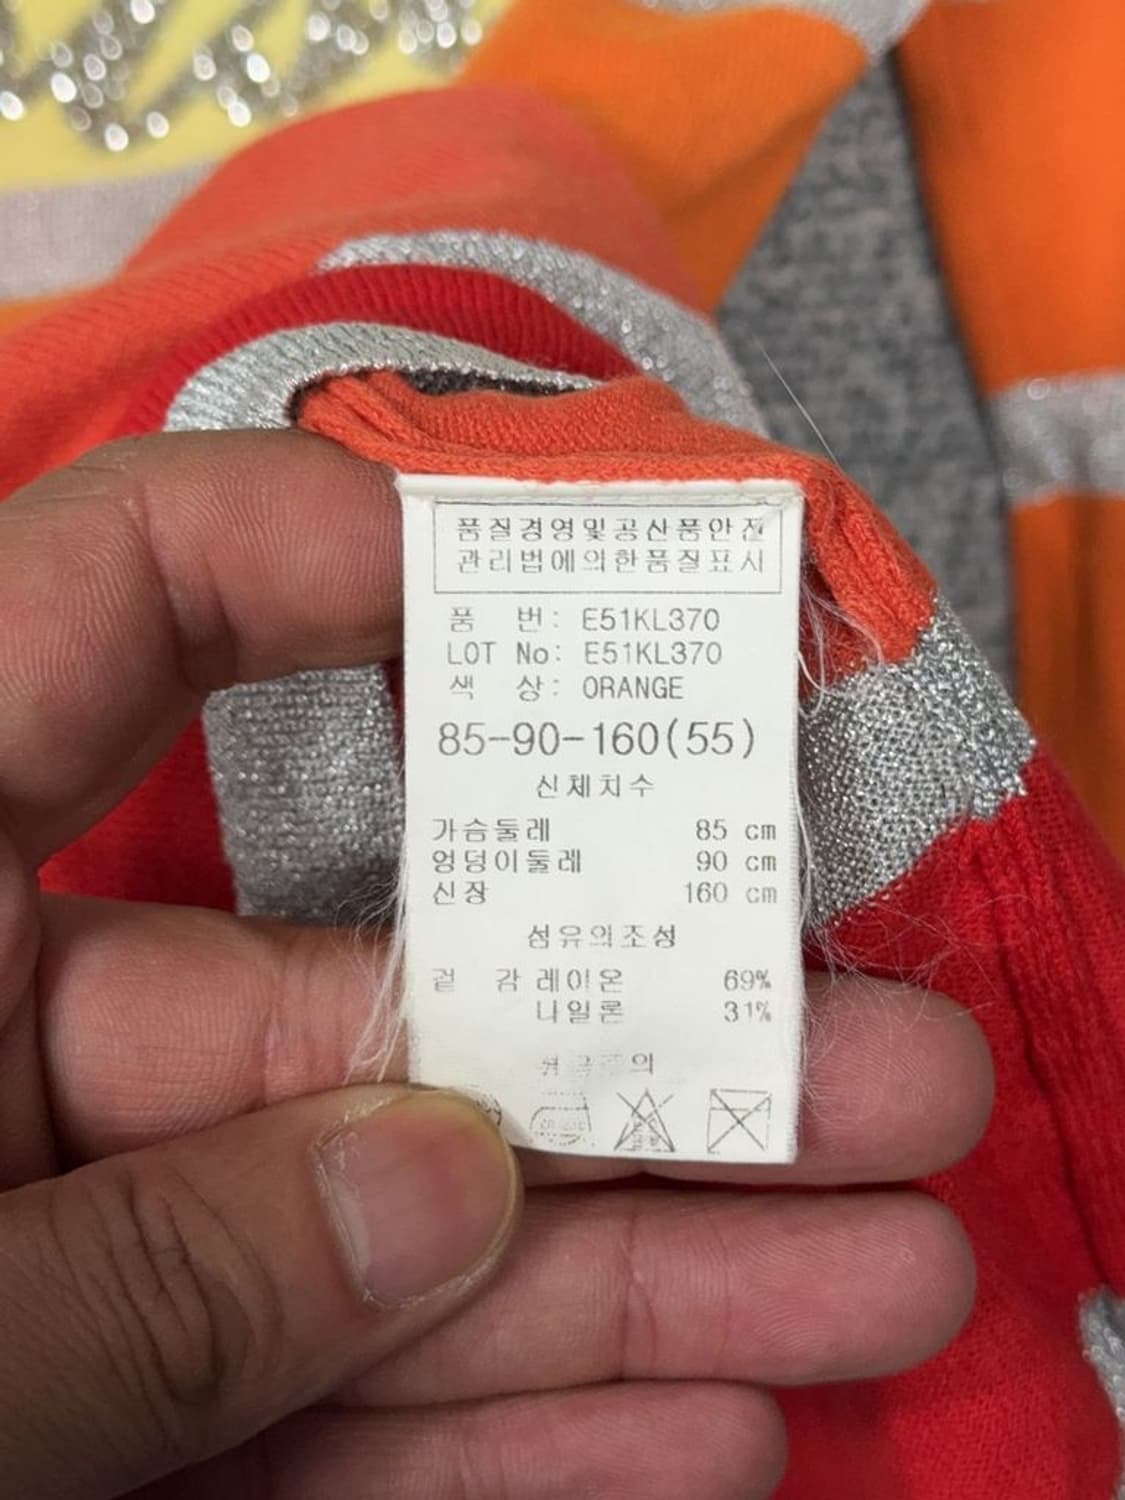 품질경영및공산품안전
관리법에의한품질표시
품 번: E51KL370
LOT No: E51KL370
색 상: ORANGE
85-90-160(55)
신체치수
가슴둘레 85 cm
엉덩이둘레 90 cm
신장 160 cm
섬유의조성
겉 감 레이온 69%
나일론 31%